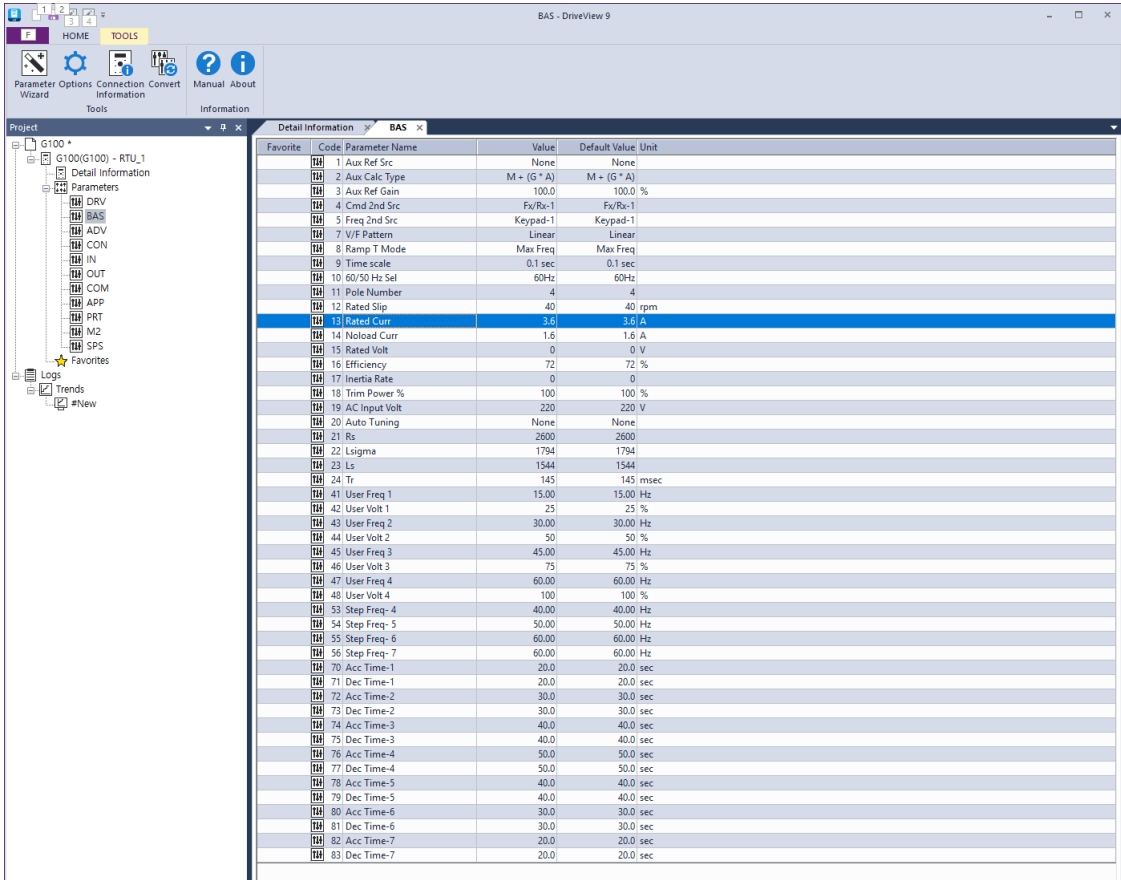 1 2
3 4
BAS - DriveView 9
F HOME TOOLS
Parameter Wizard Options Connection Information Convert Manual About
Tools Information
Project
G100 *
G100(G100) - RTU_1
Detail Information
Parameters
DRV
BAS
ADV
CON
IN
OUT
COM
APP
PRT
M2
SPS
Favorites
Logs
Trends
#New
Detail Information BAS
Favorite Code Parameter Name Value Default Value Unit
1 Aux Ref Src None None
2 Aux Calc Type M + (G * A) M + (G * A)
3 Aux Ref Gain 100.0 100.0 %
4 Cmd 2nd Src Fx/Rx-1 Fx/Rx-1
5 Freq 2nd Src Keypad-1 Keypad-1
7 V/F Pattern Linear Linear
8 Ramp T Mode Max Freq Max Freq
9 Time scale 0.1 sec 0.1 sec
10 60/50 Hz Sel 60Hz 60Hz
11 Pole Number 4 4
12 Rated Slip 40 40 rpm
13 Rated Curr 3.6 3.6 A
14 Noload Curr 1.6 1.6 A
15 Rated Volt 0 0 V
16 Efficiency 72 72 %
17 Inertia Rate 0 0
18 Trim Power % 100 100 %
19 AC Input Volt 220 220 V
20 Auto Tuning None None
21 Rs 2600 2600
22 Lsigma 1794 1794
23 Ls 1544 1544
24 Tr 145 145 msec
41 User Freq 1 15.00 15.00 Hz
42 User Volt 1 25 25 %
43 User Freq 2 30.00 30.00 Hz
44 User Volt 2 50 50 %
45 User Freq 3 45.00 45.00 Hz
46 User Volt 3 75 75 %
47 User Freq 4 60.00 60.00 Hz
48 User Volt 4 100 100 %
53 Step Freq- 4 40.00 40.00 Hz
54 Step Freq- 5 50.00 50.00 Hz
55 Step Freq- 6 60.00 60.00 Hz
56 Step Freq- 7 60.00 60.00 Hz
70 Acc Time-1 20.0 20.0 sec
71 Dec Time-1 20.0 20.0 sec
72 Acc Time-2 30.0 30.0 sec
73 Dec Time-2 30.0 30.0 sec
74 Acc Time-3 40.0 40.0 sec
75 Dec Time-3 40.0 40.0 sec
76 Acc Time-4 50.0 50.0 sec
77 Dec Time-4 50.0 50.0 sec
78 Acc Time-5 40.0 40.0 sec
79 Dec Time-5 40.0 40.0 sec
80 Acc Time-6 30.0 30.0 sec
81 Dec Time-6 30.0 30.0 sec
82 Acc Time-7 20.0 20.0 sec
83 Dec Time-7 20.0 20.0 sec